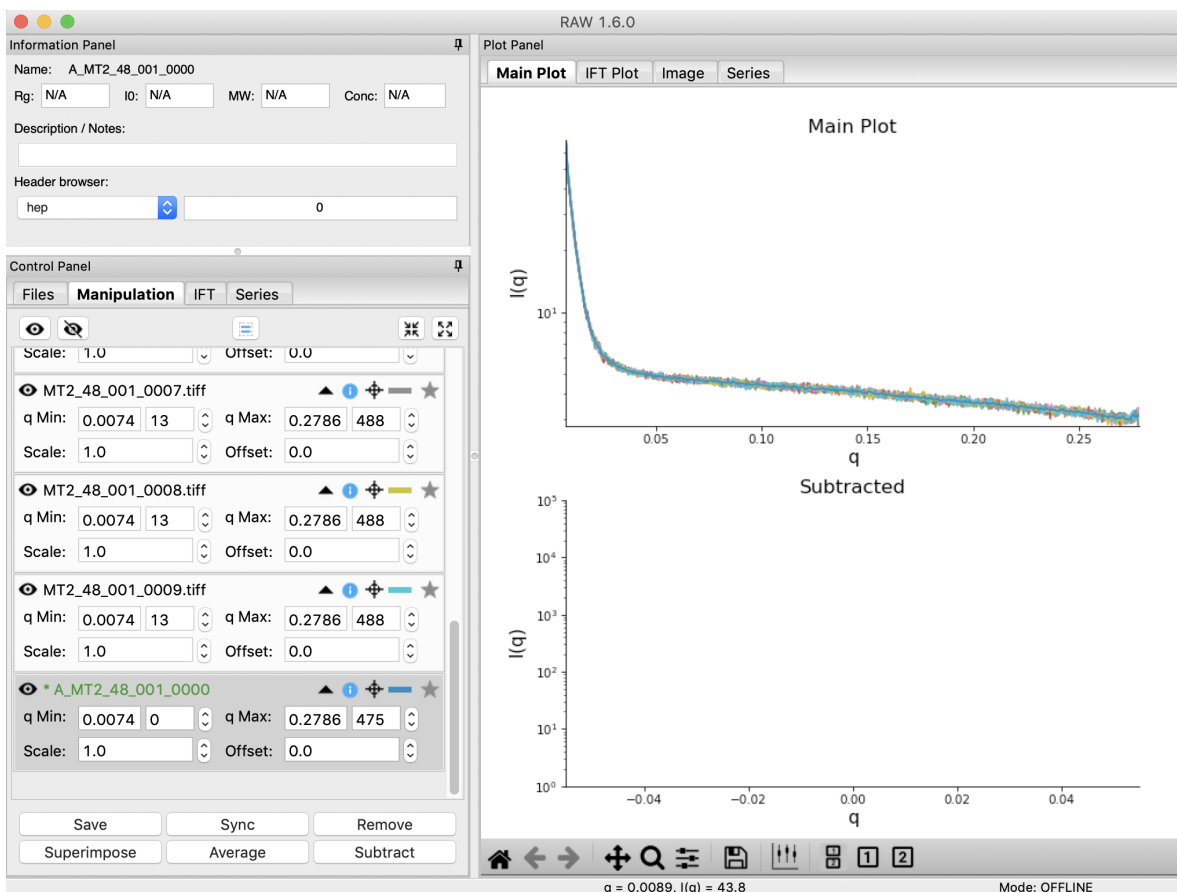 RAW 1.6.0
Information Panel
Name: A_MT2_48_001_0000
Rg: N/A I0: N/A MW: N/A Conc: N/A
Description / Notes:
Header browser:
hep 0
Control Panel
Files Manipulation IFT Series
Scale: 1.0 Offset: 0.0
MT2_48_001_0007.tiff
q Min: 0.0074 13 q Max: 0.2786 488
Scale: 1.0 Offset: 0.0
MT2_48_001_0008.tiff
q Min: 0.0074 13 q Max: 0.2786 488
Scale: 1.0 Offset: 0.0
MT2_48_001_0009.tiff
q Min: 0.0074 13 q Max: 0.2786 488
Scale: 1.0 Offset: 0.0
* A_MT2_48_001_0000
q Min: 0.0074 0 q Max: 0.2786 475
Scale: 1.0 Offset: 0.0
Save Sync Remove
Superimpose Average Subtract
Plot Panel
Main Plot IFT Plot Image Series
Main Plot
I(q)
10¹
0.05 0.10 0.15 0.20 0.25
q
Subtracted
I(q)
10⁵
10⁴
10³
10²
10¹
10⁰
−0.04 −0.02 0.00 0.02 0.04
q
1 2
q = 0.0089, I(q) = 43.8 Mode: OFFLINE